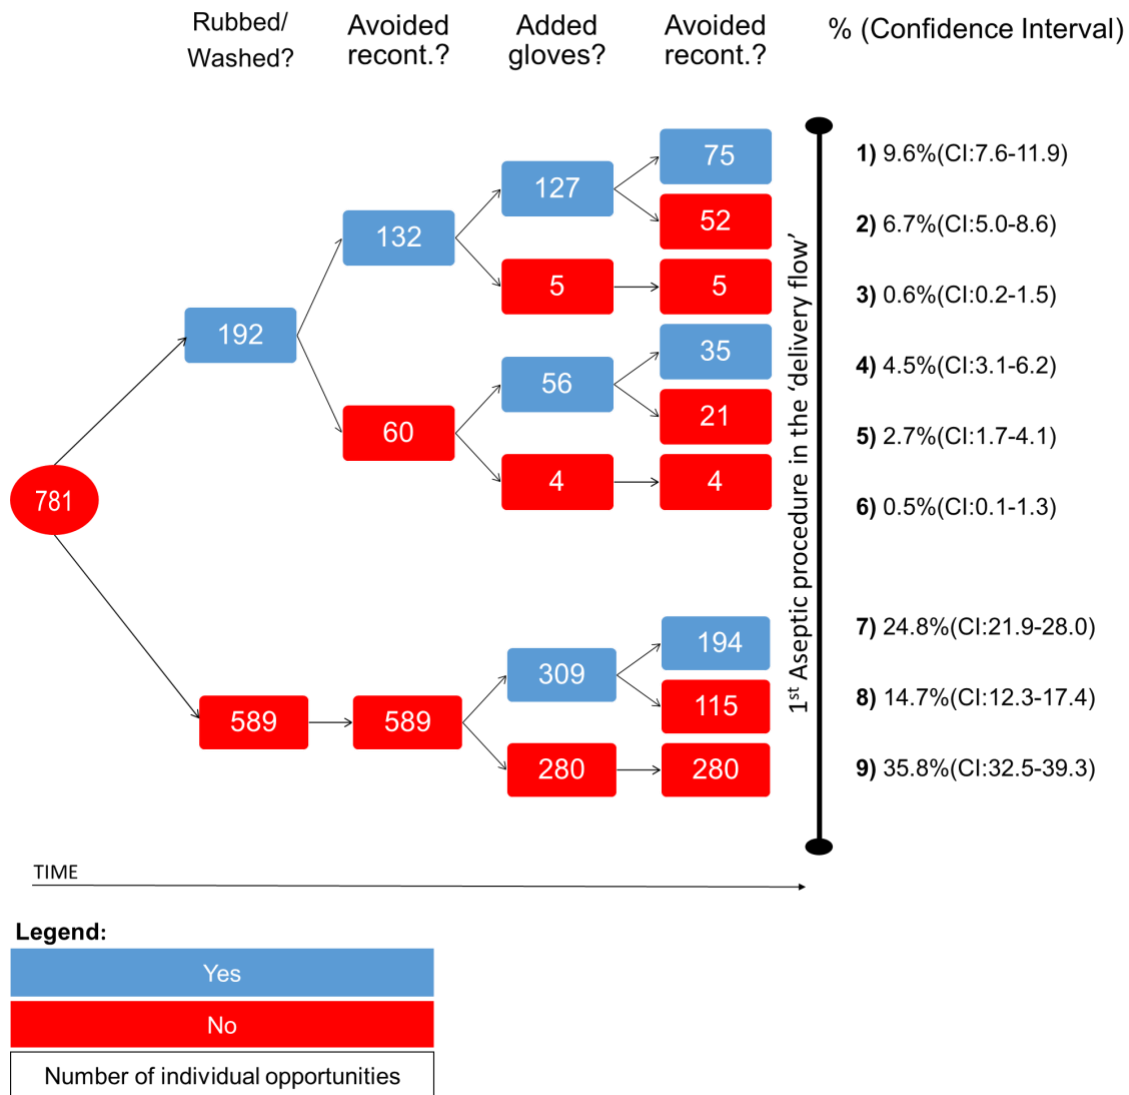 Rubbed/
Washed?
Avoided
recont.?
Added
gloves?
Avoided
recont.?
% (Confidence Interval)
781
192
132
127
75
52
5
5
60
56
35
21
4
4
589
589
309
194
115
280
280
1st Aseptic procedure in the ‘delivery flow’
1) 9.6%(CI:7.6-11.9)
2) 6.7%(CI:5.0-8.6)
3) 0.6%(CI:0.2-1.5)
4) 4.5%(CI:3.1-6.2)
5) 2.7%(CI:1.7-4.1)
6) 0.5%(CI:0.1-1.3)
7) 24.8%(CI:21.9-28.0)
8) 14.7%(CI:12.3-17.4)
9) 35.8%(CI:32.5-39.3)
TIME
Legend:
Yes
No
Number of individual opportunities